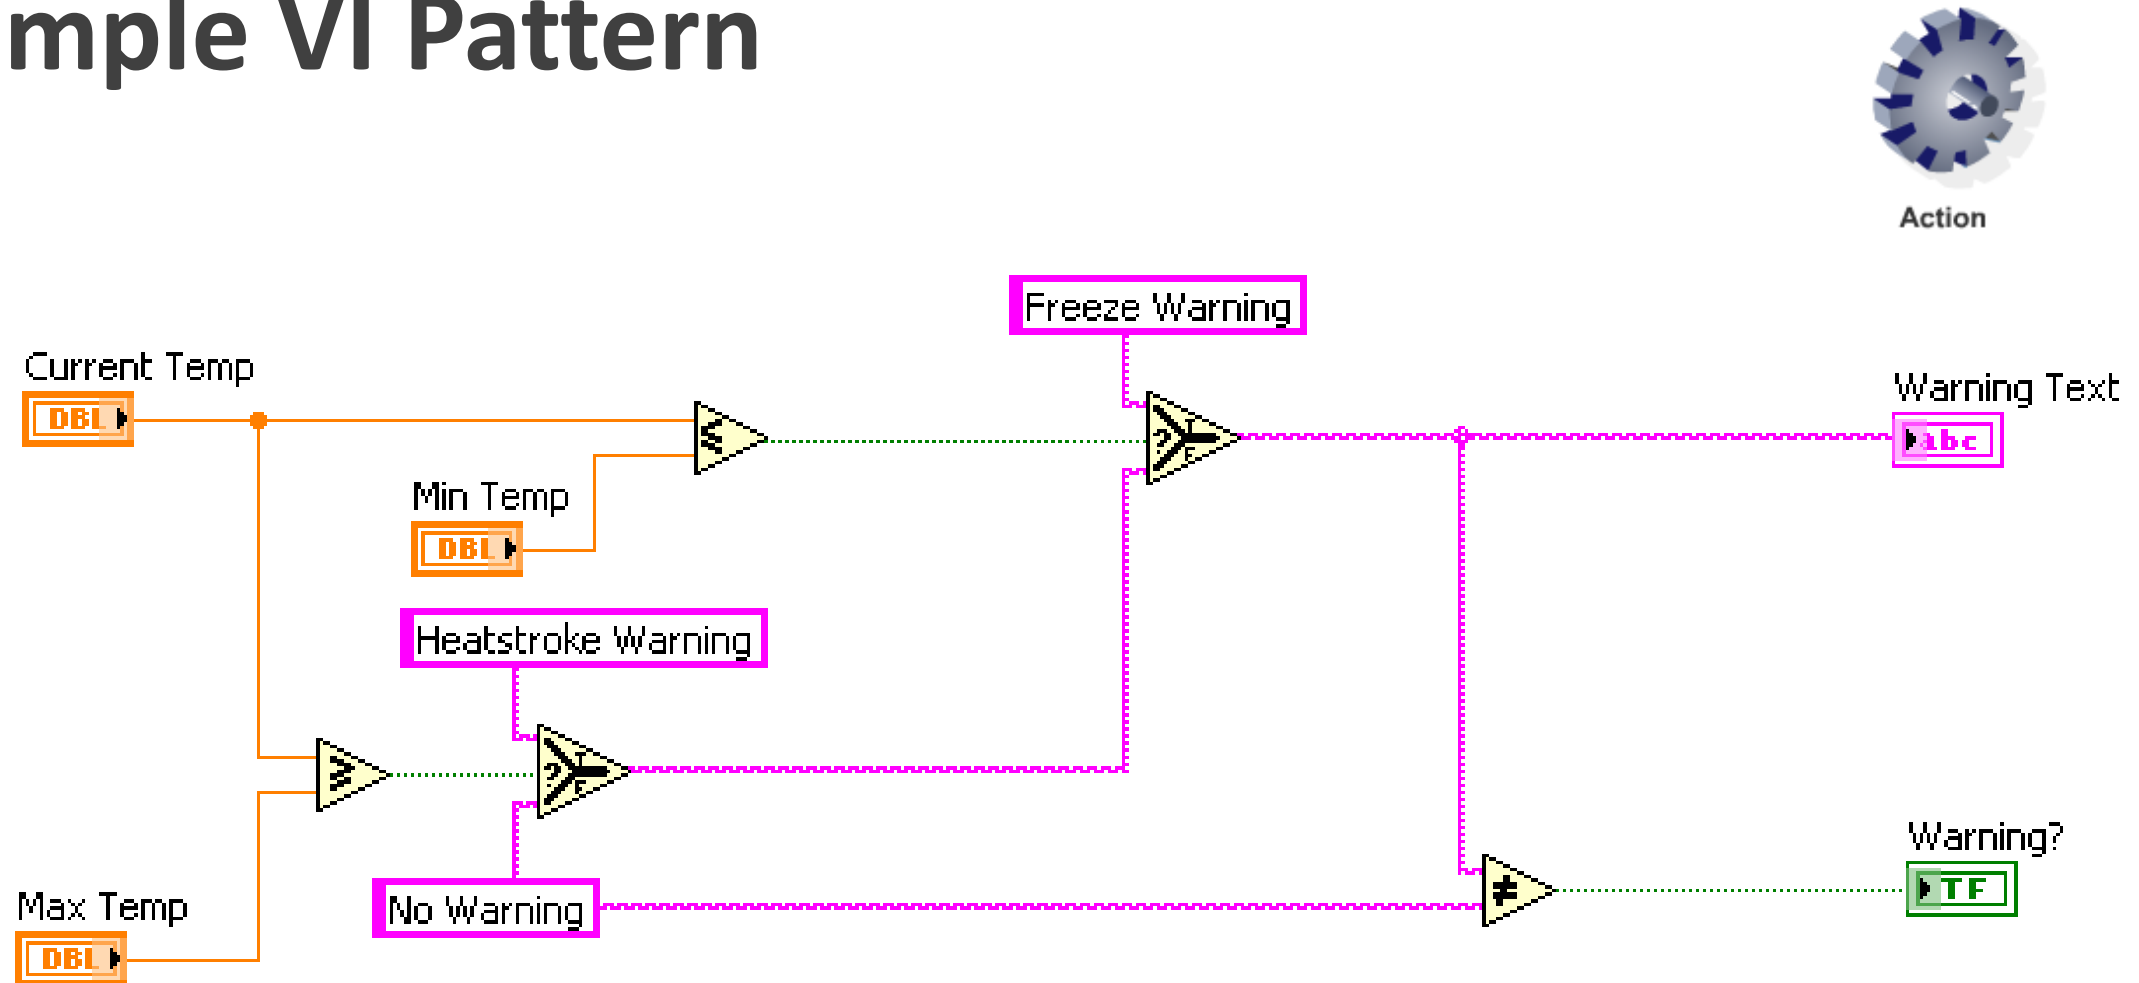 mple VI Pattern
Action
Freeze Warning
Current Temp
DBL
Warning Text
abc
Min Temp
DBL
Heatstroke Warning
Warning?
TF
No Warning
Max Temp
DBL
≤
? T F
≥
? T F
≠